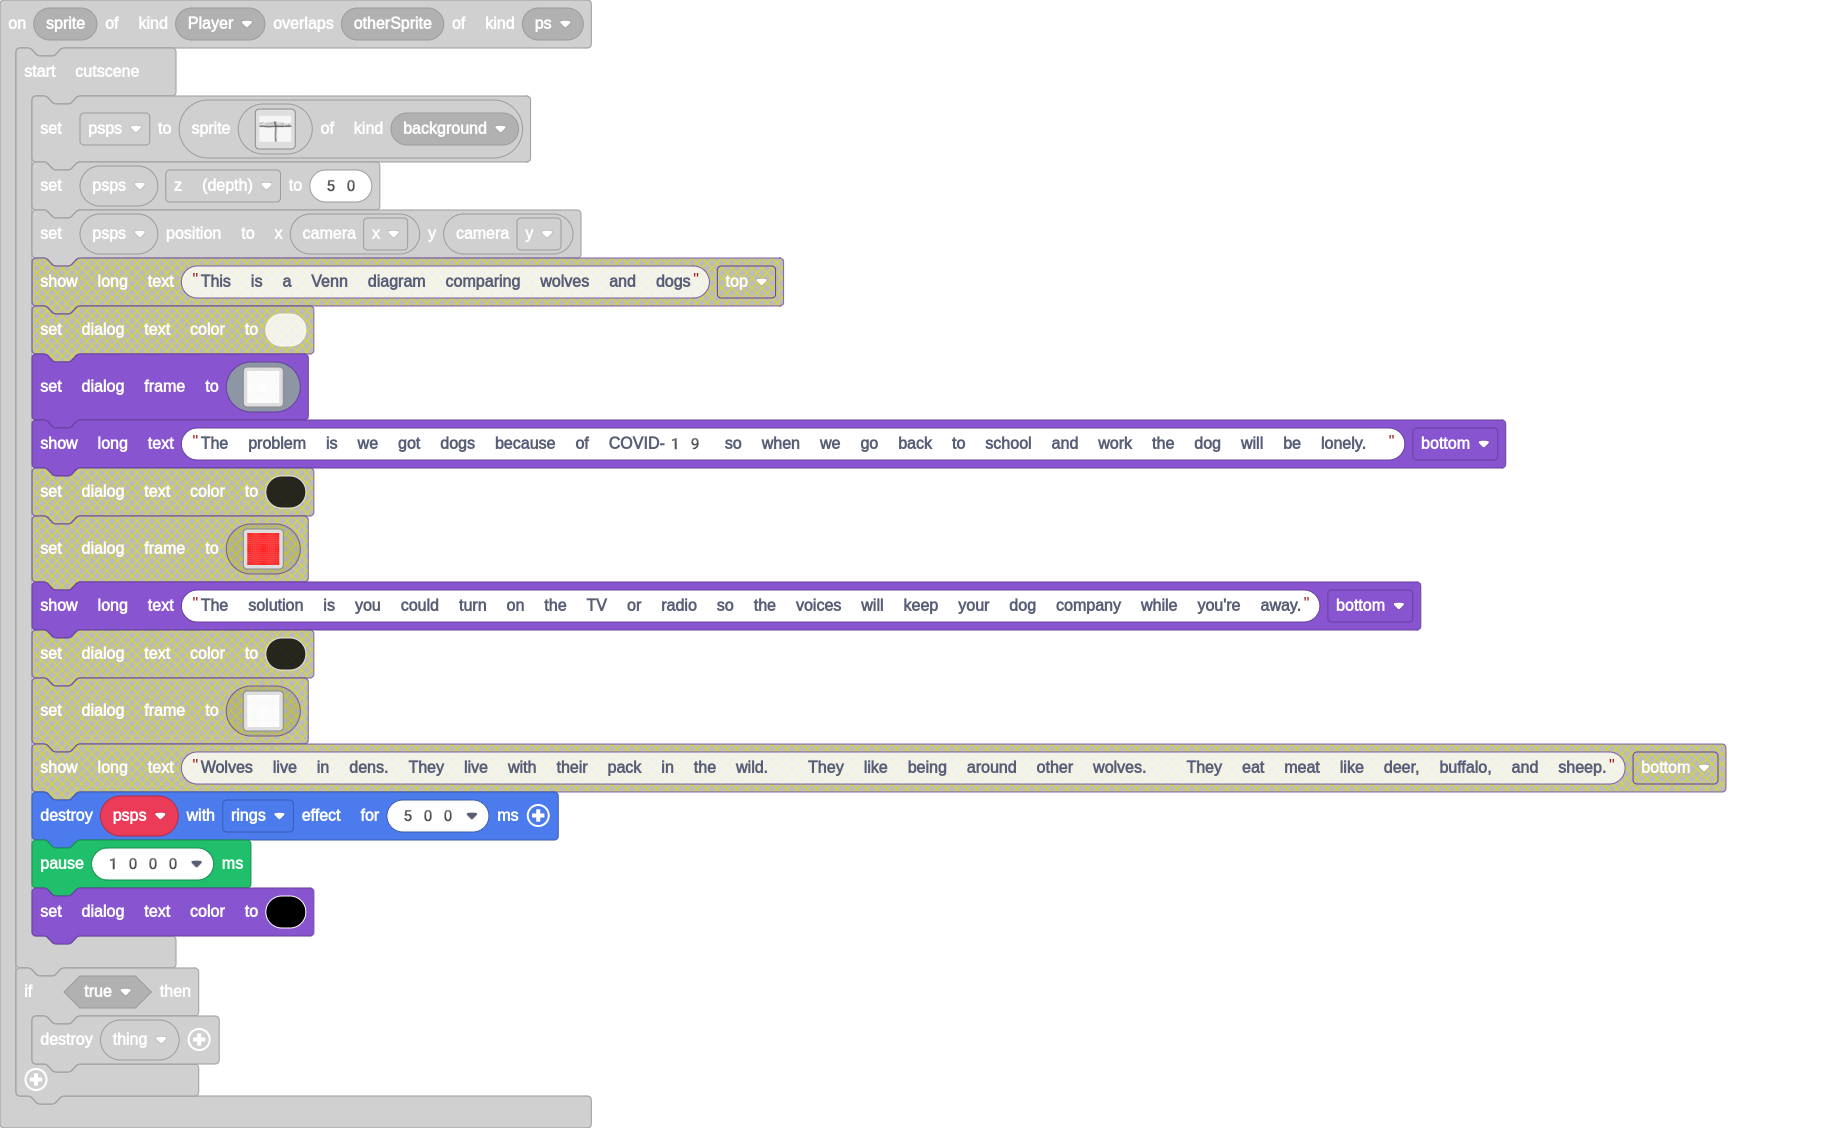 on sprite of kind Player overlaps otherSprite of kind ps
start cutscene
set psps to sprite of kind background
set psps z (depth) to 50
set psps position to x camera x y camera y
show long text "This is a Venn diagram comparing wolves and dogs" top
set dialog text color to
set dialog frame to
show long text "The problem is we got dogs because of COVID-19 so when we go back to school and work the dog will be lonely. " bottom
set dialog text color to
set dialog frame to
show long text "The solution is you could turn on the TV or radio so the voices will keep your dog company while you're away." bottom
set dialog text color to
set dialog frame to
show long text "Wolves live in dens. They live with their pack in the wild. They like being around other wolves. They eat meat like deer, buffalo, and sheep." bottom
destroy psps with rings effect for 500 ms
pause 1000 ms
set dialog text color to
if true then
destroy thing